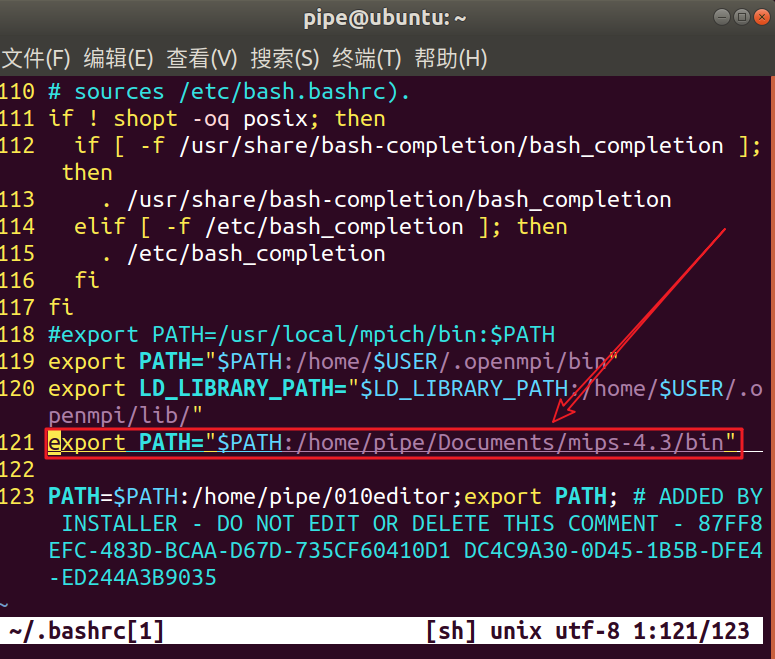 pipe@ubuntu: ~
文件(F) 编辑(E) 查看(V) 搜索(S) 终端(T) 帮助(H)
110 # sources /etc/bash.bashrc).
111 if ! shopt -oq posix; then
112   if [ -f /usr/share/bash-completion/bash_completion ];
 then
113     . /usr/share/bash-completion/bash_completion
114   elif [ -f /etc/bash_completion ]; then
115     . /etc/bash_completion
116   fi
117 fi
118 #export PATH=/usr/local/mpich/bin:$PATH
119 export PATH="$PATH:/home/$USER/.openmpi/bin"
120 export LD_LIBRARY_PATH="$LD_LIBRARY_PATH:/home/$USER/.o
penmpi/lib/"
121 export PATH="$PATH:/home/pipe/Documents/mips-4.3/bin"
122
123 PATH=$PATH:/home/pipe/010editor;export PATH; # ADDED BY
 INSTALLER - DO NOT EDIT OR DELETE THIS COMMENT - 87FF8
EFC-483D-BCAA-D67D-735CF60410D1 DC4C9A30-0D45-1B5B-DFE4
-ED244A3B9035
~
~/.bashrc[1] [sh] unix utf-8 1:121/123